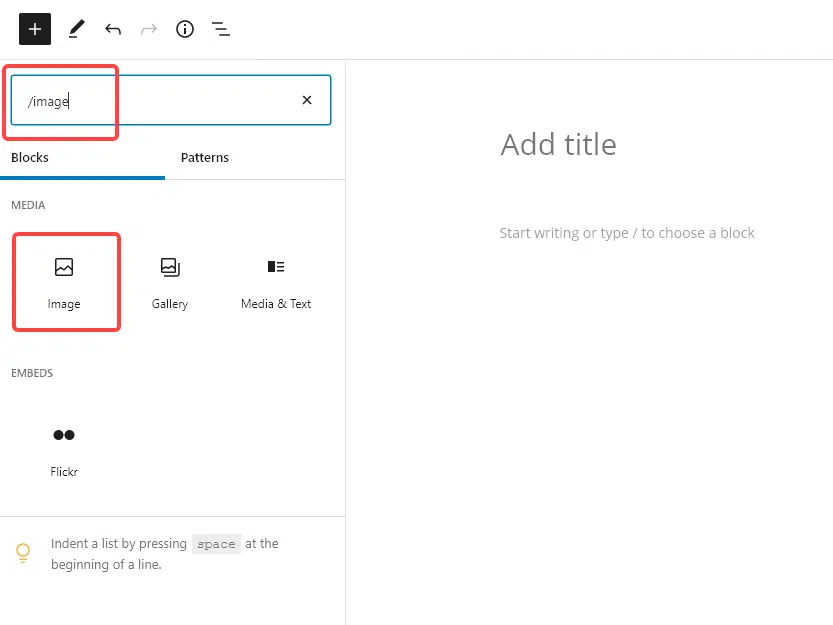 /image
Blocks
Patterns
MEDIA
Image
Gallery
Media & Text
EMBEDS
Flickr
Indent a list by pressing space at the
beginning of a line.
Add title
Start writing or type / to choose a block